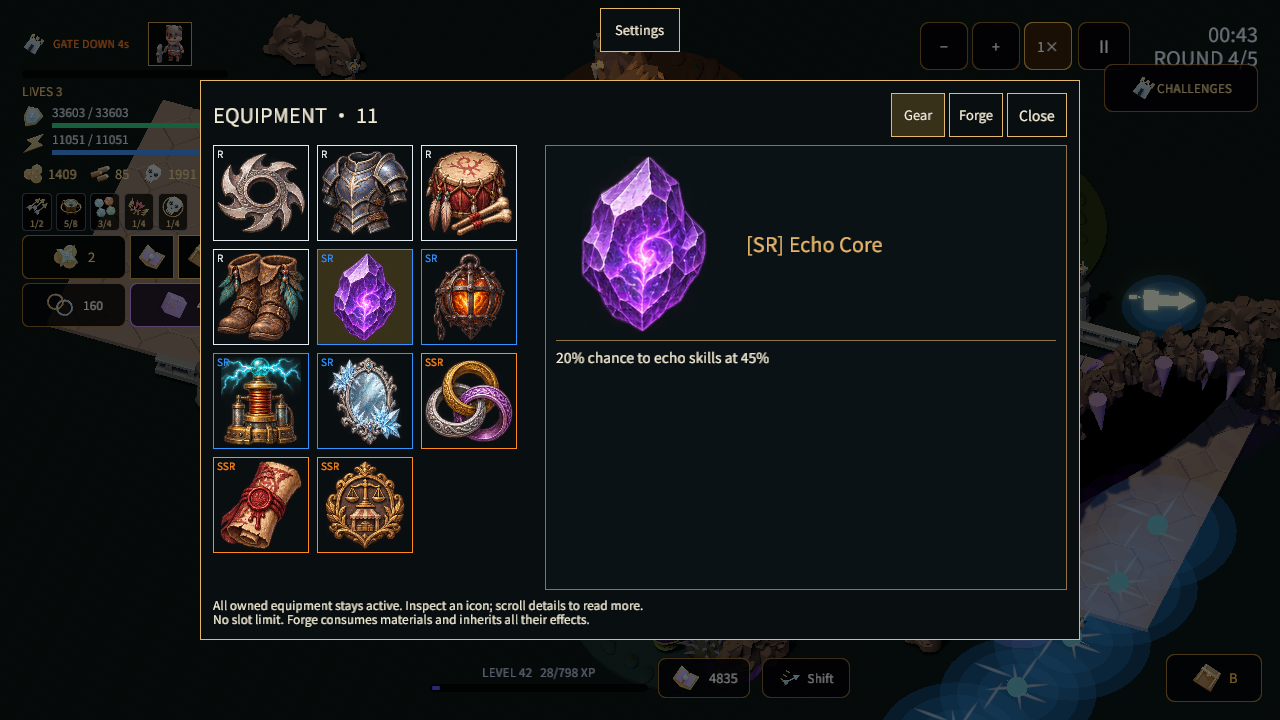 Settings
GATE DOWN 4s
− + 1× II
00:43
ROUND 4/5
CHALLENGES
LIVES 3
33603 / 33603
11051 / 11051
1409 85 1991
1/2 5/8 3/4 1/4 1/4
2
160
EQUIPMENT • 11
Gear Forge Close
R R R
R SR SR
SR SR SSR
SSR SSR
[SR] Echo Core
20% chance to echo skills at 45%
All owned equipment stays active. Inspect an icon; scroll details to read more.
No slot limit. Forge consumes materials and inherits all their effects.
LEVEL 42 28/798 XP
4835
Shift
B